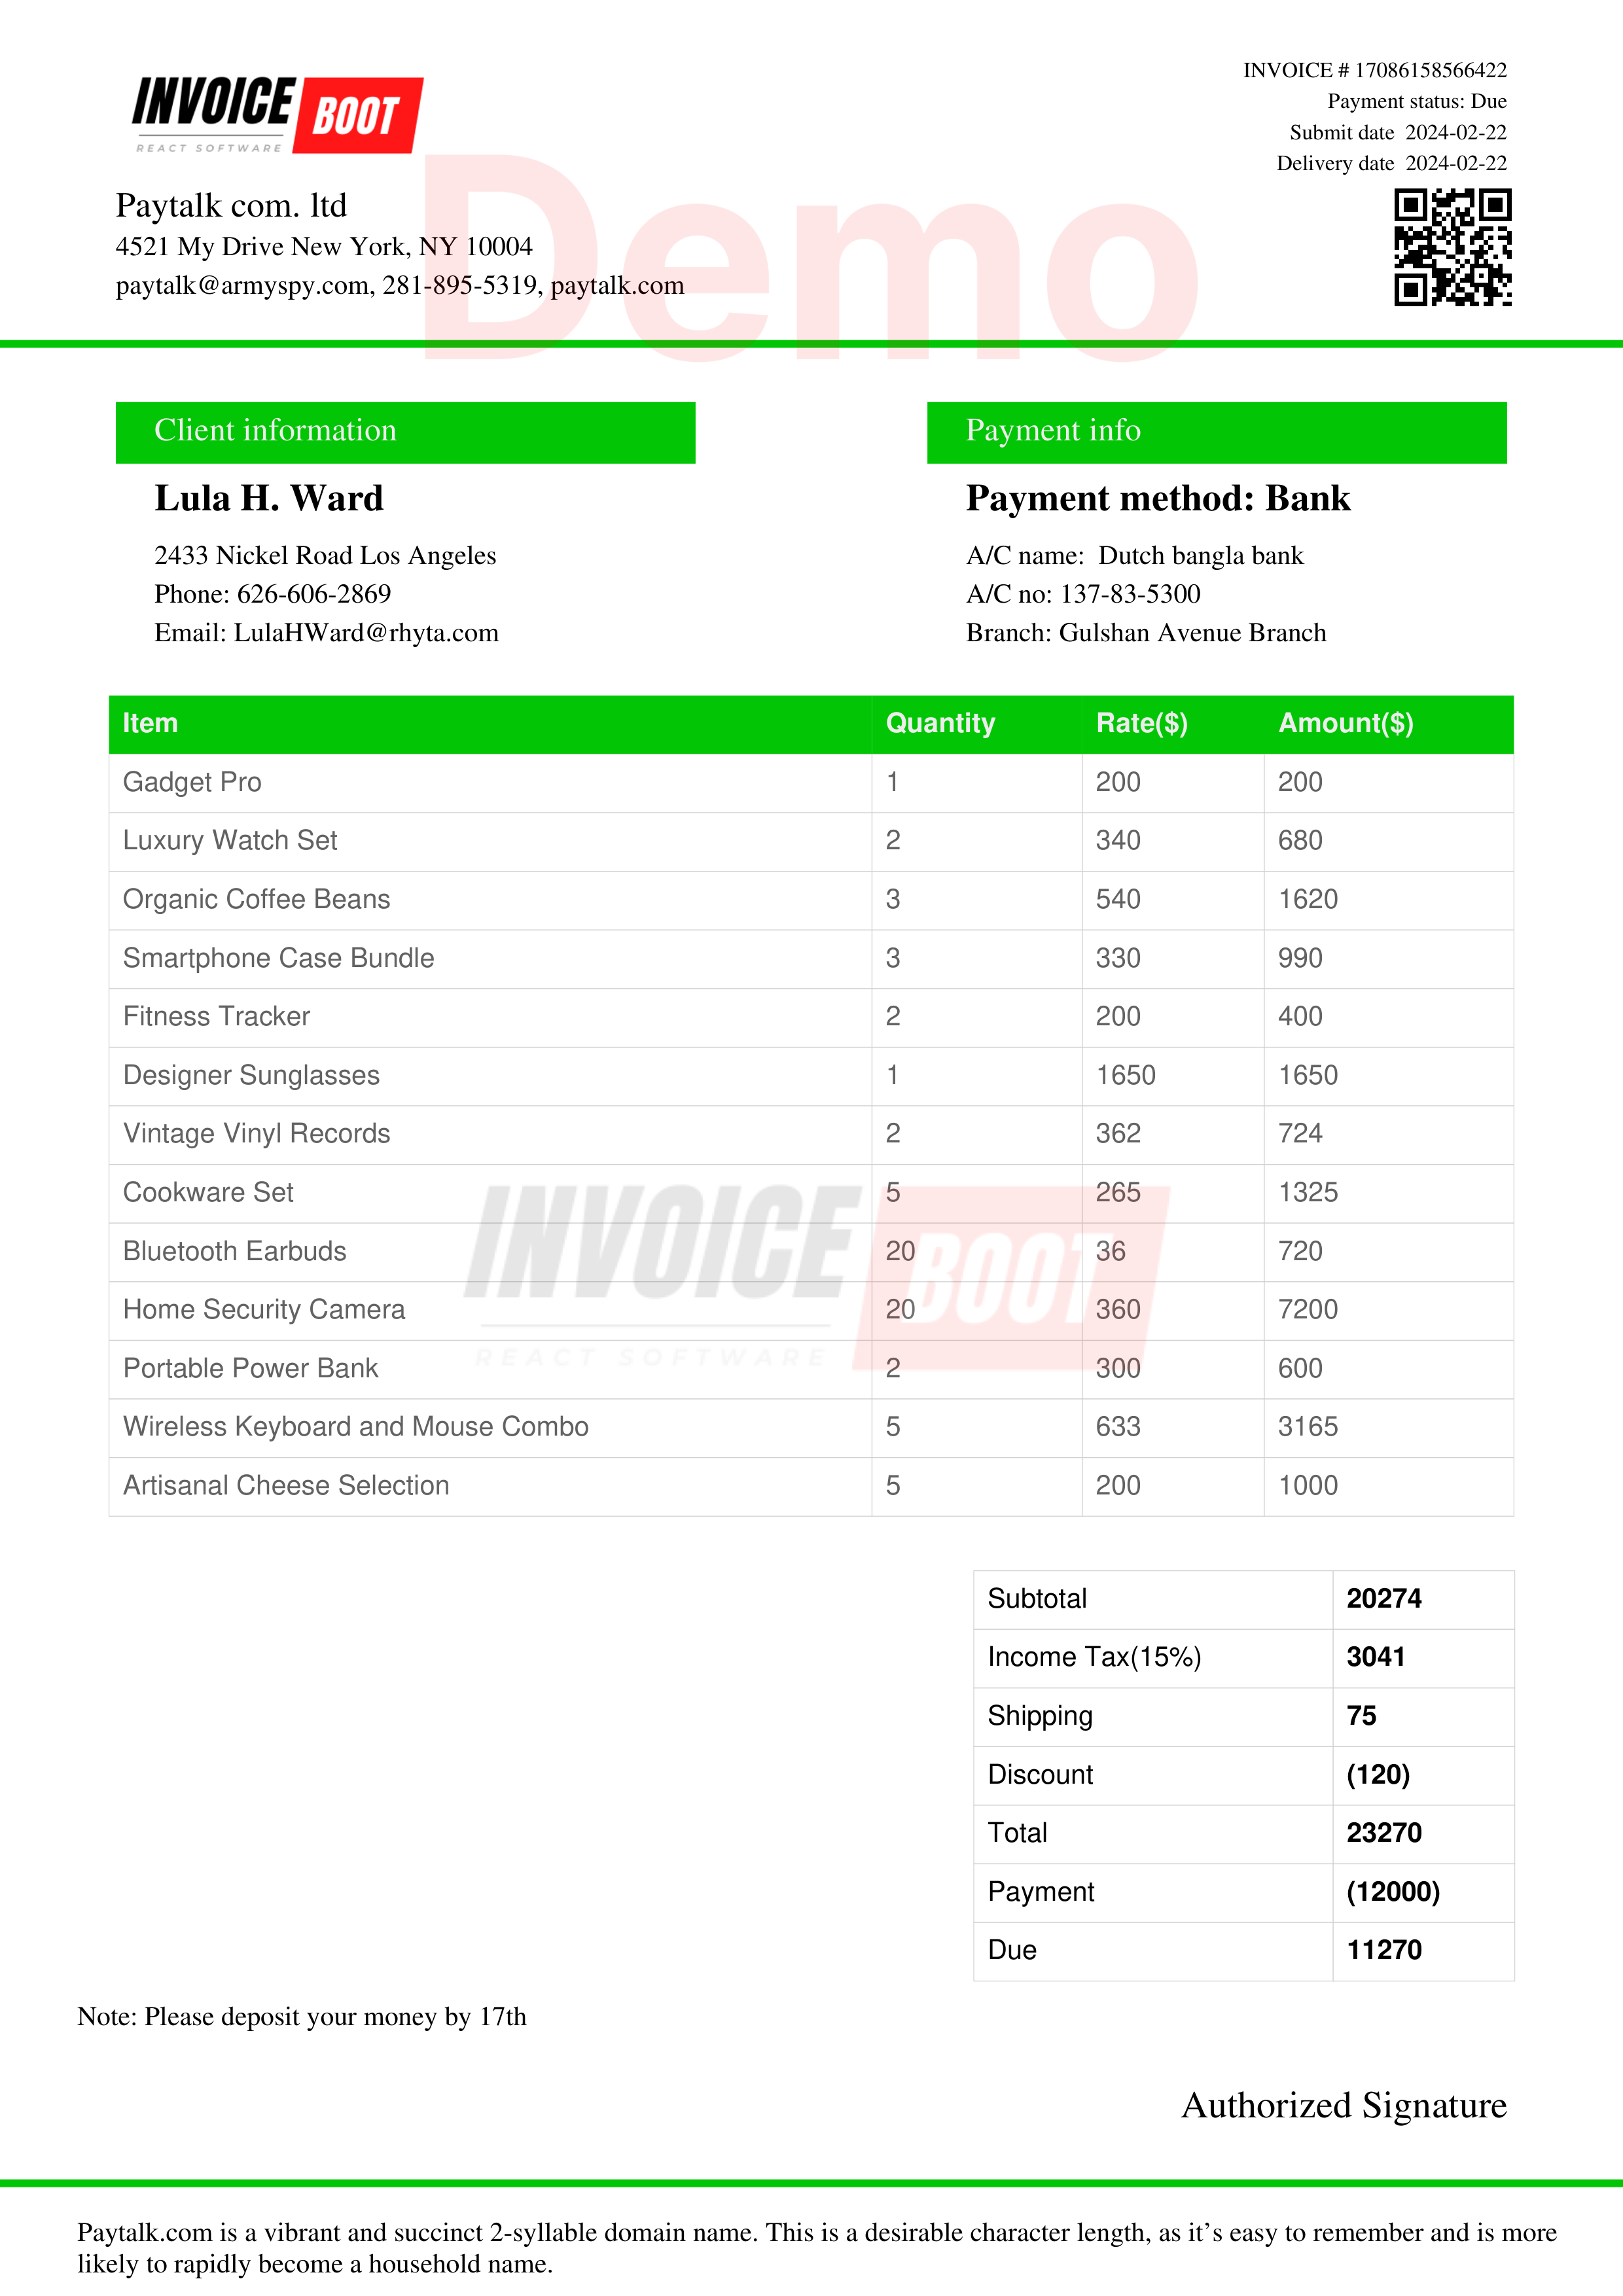 INVOICE BOOT
REACT SOFTWARE
INVOICE # 17086158566422
Payment status: Due
Submit date 2024-02-22
Delivery date 2024-02-22
Demo
Paytalk com. ltd
4521 My Drive New York, NY 10004
paytalk@armyspy.com, 281-895-5319, paytalk.com
Client information
Lula H. Ward
2433 Nickel Road Los Angeles
Phone: 626-606-2869
Email: LulaHWard@rhyta.com
Payment info
Payment method: Bank
A/C name: Dutch bangla bank
A/C no: 137-83-5300
Branch: Gulshan Avenue Branch
Item Quantity Rate($) Amount($)
Gadget Pro 1 200 200
Luxury Watch Set 2 340 680
Organic Coffee Beans 3 540 1620
Smartphone Case Bundle 3 330 990
Fitness Tracker 2 200 400
Designer Sunglasses 1 1650 1650
Vintage Vinyl Records 2 362 724
Cookware Set 5 265 1325
Bluetooth Earbuds 20 36 720
Home Security Camera 20 360 7200
Portable Power Bank 2 300 600
Wireless Keyboard and Mouse Combo 5 633 3165
Artisanal Cheese Selection 5 200 1000
INVOICE BOOT
REACT SOFTWARE
Subtotal 20274
Income Tax(15%) 3041
Shipping 75
Discount (120)
Total 23270
Payment (12000)
Due 11270
Note: Please deposit your money by 17th
Authorized Signature
Paytalk.com is a vibrant and succinct 2-syllable domain name. This is a desirable character length, as it’s easy to remember and is more
likely to rapidly become a household name.